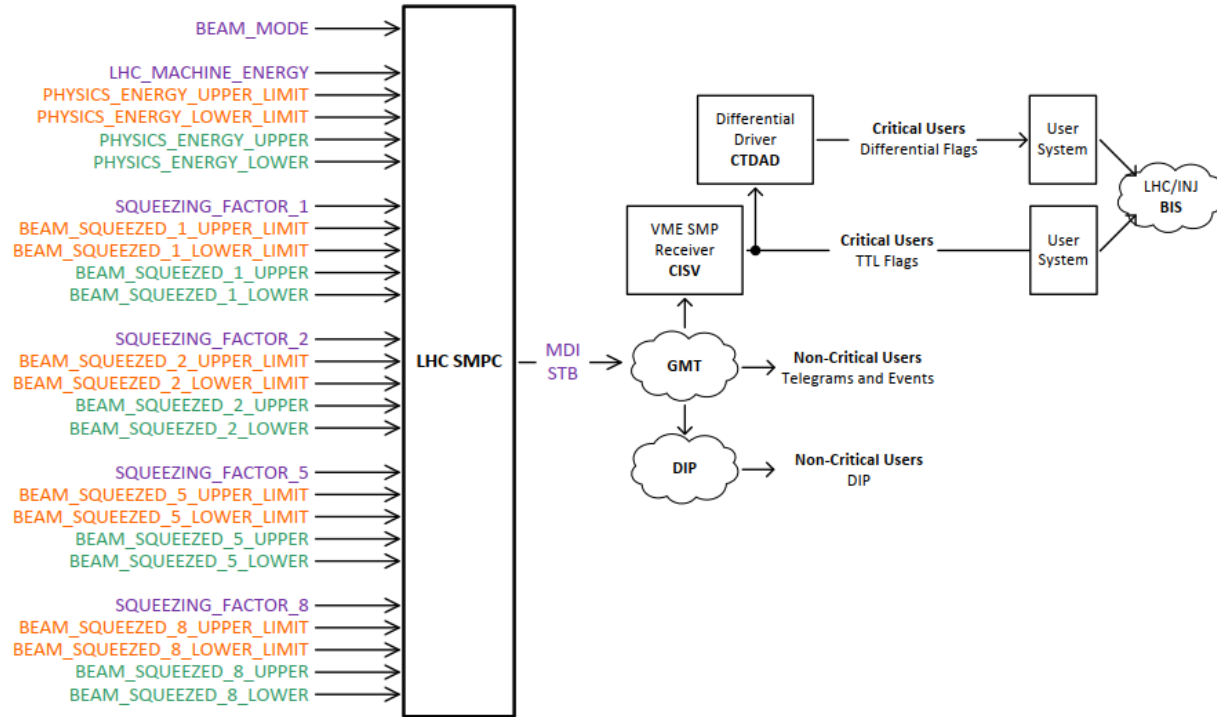 BEAM_MODE
LHC_MACHINE_ENERGY
PHYSICS_ENERGY_UPPER_LIMIT
PHYSICS_ENERGY_LOWER_LIMIT
PHYSICS_ENERGY_UPPER
PHYSICS_ENERGY_LOWER
SQUEEZING_FACTOR_1
BEAM_SQUEEZED_1_UPPER_LIMIT
BEAM_SQUEEZED_1_LOWER_LIMIT
BEAM_SQUEEZED_1_UPPER
BEAM_SQUEEZED_1_LOWER
SQUEEZING_FACTOR_2
BEAM_SQUEEZED_2_UPPER_LIMIT
BEAM_SQUEEZED_2_LOWER_LIMIT
BEAM_SQUEEZED_2_UPPER
BEAM_SQUEEZED_2_LOWER
SQUEEZING_FACTOR_5
BEAM_SQUEEZED_5_UPPER_LIMIT
BEAM_SQUEEZED_5_LOWER_LIMIT
BEAM_SQUEEZED_5_UPPER
BEAM_SQUEEZED_5_LOWER
SQUEEZING_FACTOR_8
BEAM_SQUEEZED_8_UPPER_LIMIT
BEAM_SQUEEZED_8_LOWER_LIMIT
BEAM_SQUEEZED_8_UPPER
BEAM_SQUEEZED_8_LOWER
LHC SMPC
MDI
STB
Differential
Driver
CTDAD
Critical Users
Differential Flags
User
System
LHC/INJ
BIS
VME SMP
Receiver
CISV
Critical Users
TTL Flags
User
System
GMT
Non-Critical Users
Telegrams and Events
DIP
Non-Critical Users
DIP